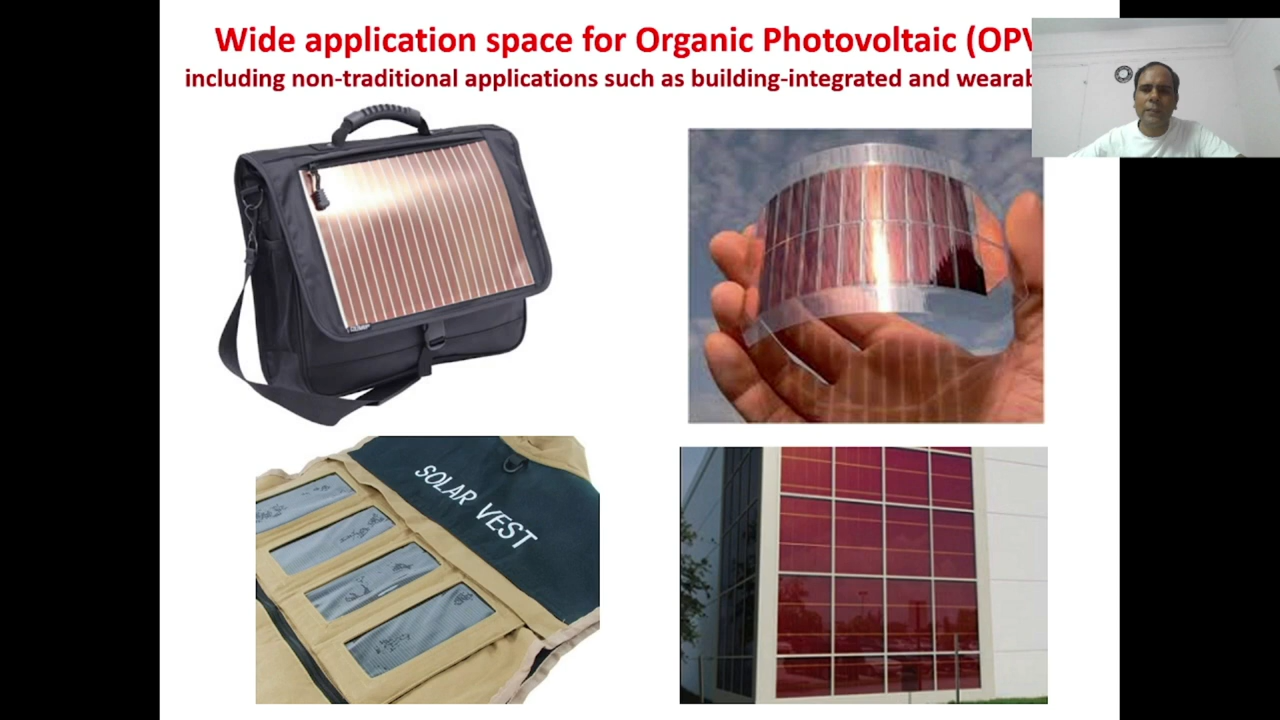 Wide application space for Organic Photovoltaic (OPV
including non-traditional applications such as building-integrated and wearab
SOLAR VEST